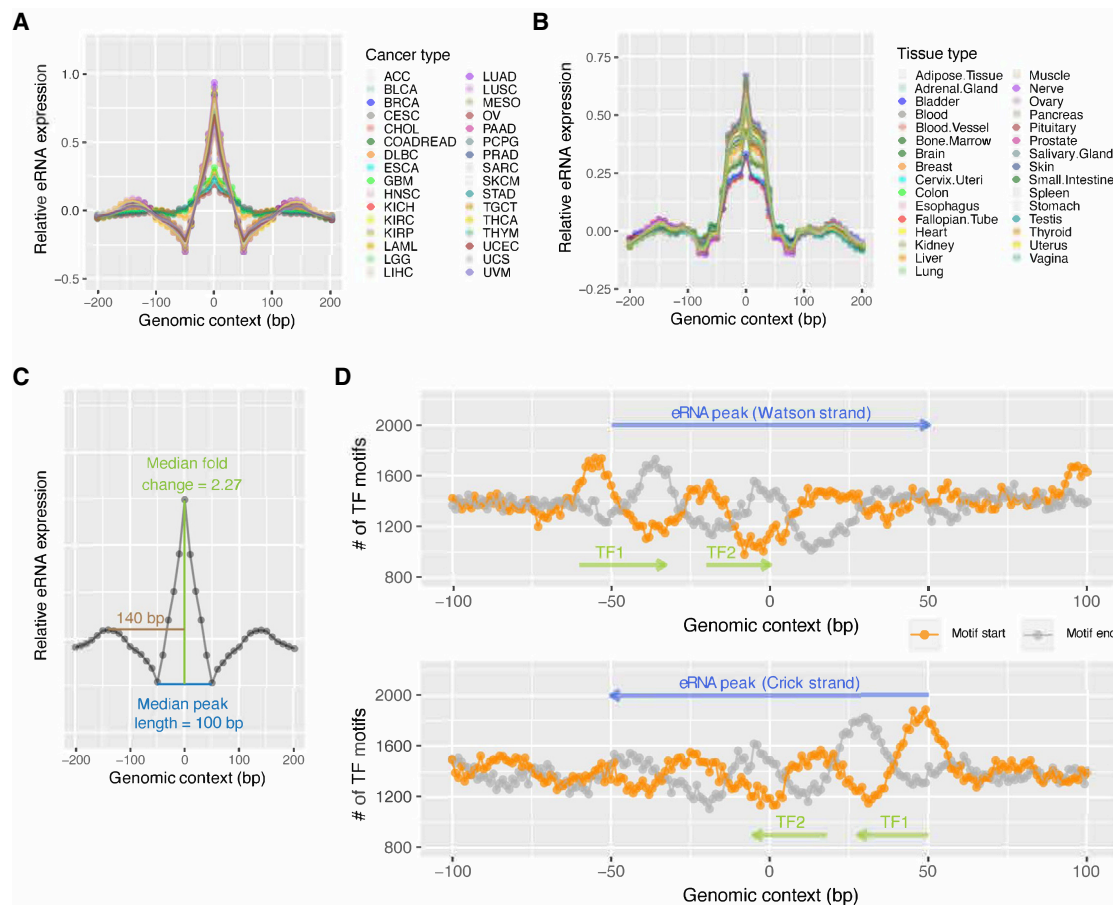 A
Relative eRNA expression
1.0
0.5
0.0
−0.5
−200
−100
0
100
200
Genomic context (bp)
Cancer type
ACC
BLCA
BRCA
CESC
CHOL
COADREAD
DLBC
ESCA
GBM
HNSC
KICH
KIRC
KIRP
LAML
LGG
LIHC
LUAD
LUSC
MESO
OV
PAAD
PCPG
PRAD
SARC
SKCM
STAD
TGCT
THCA
THYM
UCEC
UCS
UVM
B
Relative eRNA expression
0.75
0.50
0.25
0.00
−0.25
−200
−100
0
100
200
Genomic context (bp)
Tissue type
Adipose.Tissue
Adrenal.Gland
Bladder
Blood
Blood.Vessel
Bone.Marrow
Brain
Breast
Cervix.Uteri
Colon
Esophagus
Fallopian.Tube
Heart
Kidney
Liver
Lung
Muscle
Nerve
Ovary
Pancreas
Pituitary
Prostate
Salivary.Gland
Skin
Small.Intestine
Spleen
Stomach
Testis
Thyroid
Uterus
Vagina
C
Relative eRNA expression
Median fold
change = 2.27
140 bp
Median peak
length = 100 bp
−200
−100
0
100
200
Genomic context (bp)
D
# of TF motifs
2000
1600
1200
800
eRNA peak (Watson strand)
TF1
TF2
−100
−50
0
50
100
Genomic context (bp)
Motif start
Motif end
# of TF motifs
2000
1600
1200
800
eRNA peak (Crick strand)
TF2
TF1
−100
−50
0
50
100
Genomic context (bp)